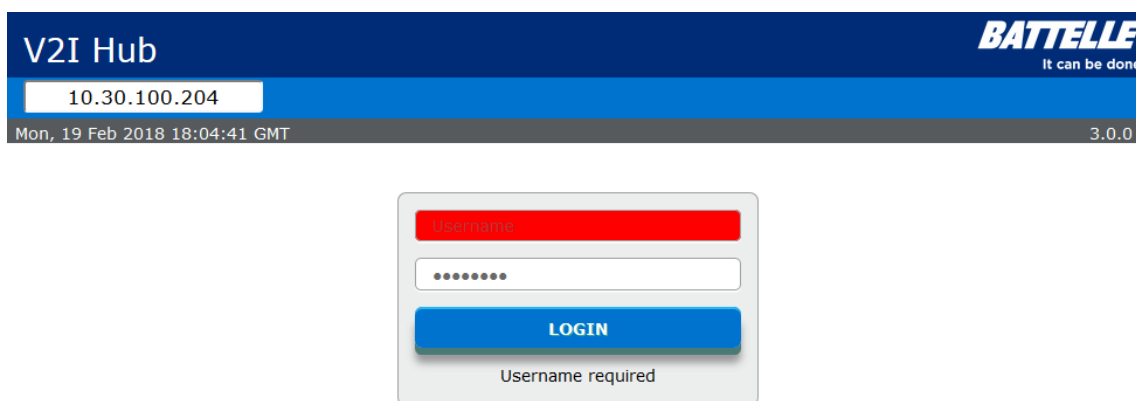 V2I Hub
BATTELLE
It can be done
10.30.100.204
Mon, 19 Feb 2018 18:04:41 GMT
3.0.0
Username
••••••••
LOGIN
Username required